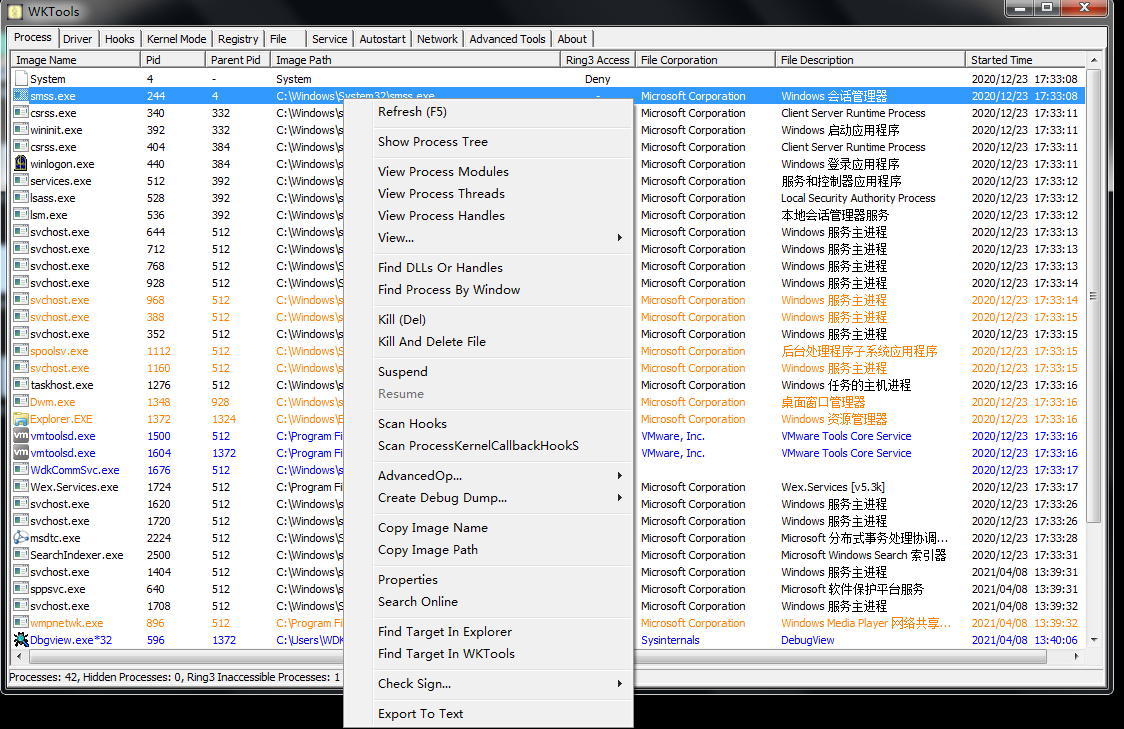 WKTools
Process Driver Hooks Kernel Mode Registry File Service Autostart Network Advanced Tools About
Image Name Pid Parent Pid Image Path Ring3 Access File Corporation File Description Started Time
System 4 - System Deny 2020/12/23 17:33:08
smss.exe 244 4 C:\Windows\System32\smss.exe - Microsoft Corporation Windows 会话管理器 2020/12/23 17:33:08
csrss.exe 340 332 C:\Windows\s Microsoft Corporation Client Server Runtime Process 2020/12/23 17:33:11
wininit.exe 392 332 C:\Windows\s Microsoft Corporation Windows 启动应用程序 2020/12/23 17:33:11
csrss.exe 404 384 C:\Windows\s Microsoft Corporation Client Server Runtime Process 2020/12/23 17:33:11
winlogon.exe 440 384 C:\Windows\s Microsoft Corporation Windows 登录应用程序 2020/12/23 17:33:11
services.exe 512 392 C:\Windows\s Microsoft Corporation 服务和控制器应用程序 2020/12/23 17:33:12
lsass.exe 528 392 C:\Windows\s Microsoft Corporation Local Security Authority Process 2020/12/23 17:33:12
lsm.exe 536 392 C:\Windows\s Microsoft Corporation 本地会话管理器服务 2020/12/23 17:33:12
svchost.exe 644 512 C:\Windows\s Microsoft Corporation Windows 服务主进程 2020/12/23 17:33:13
svchost.exe 712 512 C:\Windows\s Microsoft Corporation Windows 服务主进程 2020/12/23 17:33:13
svchost.exe 768 512 C:\Windows\S Microsoft Corporation Windows 服务主进程 2020/12/23 17:33:13
svchost.exe 928 512 C:\Windows\S Microsoft Corporation Windows 服务主进程 2020/12/23 17:33:14
svchost.exe 968 512 C:\Windows\s Microsoft Corporation Windows 服务主进程 2020/12/23 17:33:14
svchost.exe 388 512 C:\Windows\s Microsoft Corporation Windows 服务主进程 2020/12/23 17:33:15
svchost.exe 352 512 C:\Windows\s Microsoft Corporation Windows 服务主进程 2020/12/23 17:33:15
spoolsv.exe 1112 512 C:\Windows\S Microsoft Corporation 后台处理程序子系统应用程序 2020/12/23 17:33:15
svchost.exe 1160 512 C:\Windows\s Microsoft Corporation Windows 服务主进程 2020/12/23 17:33:15
taskhost.exe 1276 512 C:\Windows\s Microsoft Corporation Windows 任务的主机进程 2020/12/23 17:33:16
Dwm.exe 1348 928 C:\Windows\s Microsoft Corporation 桌面窗口管理器 2020/12/23 17:33:16
Explorer.EXE 1372 1324 C:\Windows\E Microsoft Corporation Windows 资源管理器 2020/12/23 17:33:16
vmtoolsd.exe 1500 512 C:\Program Fi VMware, Inc. VMware Tools Core Service 2020/12/23 17:33:16
vmtoolsd.exe 1604 1372 C:\Program Fi VMware, Inc. VMware Tools Core Service 2020/12/23 17:33:16
WdkCommSvc.exe 1676 512 C:\Windows\ 2020/12/23 17:33:17
Wex.Services.exe 1724 512 C:\Program Fi Microsoft Corporation Wex.Services [v5.3k] 2020/12/23 17:33:17
svchost.exe 1620 512 C:\Windows\s Microsoft Corporation Windows 服务主进程 2020/12/23 17:33:26
svchost.exe 1720 512 C:\Windows\s Microsoft Corporation Windows 服务主进程 2020/12/23 17:33:26
msdtc.exe 2224 512 C:\Windows\S Microsoft Corporation Microsoft 分布式事务处理协调... 2020/12/23 17:33:28
SearchIndexer.exe 2500 512 C:\Windows\s Microsoft Corporation Microsoft Windows Search 索引器 2020/12/23 17:33:31
svchost.exe 1404 512 C:\Windows\S Microsoft Corporation Windows 服务主进程 2021/04/08 13:39:31
sppsvc.exe 640 512 C:\Windows\s Microsoft Corporation Microsoft 软件保护平台服务 2021/04/08 13:39:31
svchost.exe 1708 512 C:\Windows\S Microsoft Corporation Windows 服务主进程 2021/04/08 13:39:32
wmpnetwk.exe 896 512 C:\Program Fi Microsoft Corporation Windows Media Player 网络共享... 2021/04/08 13:39:32
Dbgview.exe*32 596 1372 C:\Users\WDK Sysinternals DebugView 2021/04/08 13:40:06
Processes: 42, Hidden Processes: 0, Ring3 Inaccessible Processes: 1
Refresh (F5)
Show Process Tree
View Process Modules
View Process Threads
View Process Handles
View...
Find DLLs Or Handles
Find Process By Window
Kill (Del)
Kill And Delete File
Suspend
Resume
Scan Hooks
Scan ProcessKernelCallbackHookS
AdvancedOp...
Create Debug Dump...
Copy Image Name
Copy Image Path
Properties
Search Online
Find Target In Explorer
Find Target In WKTools
Check Sign...
Export To Text